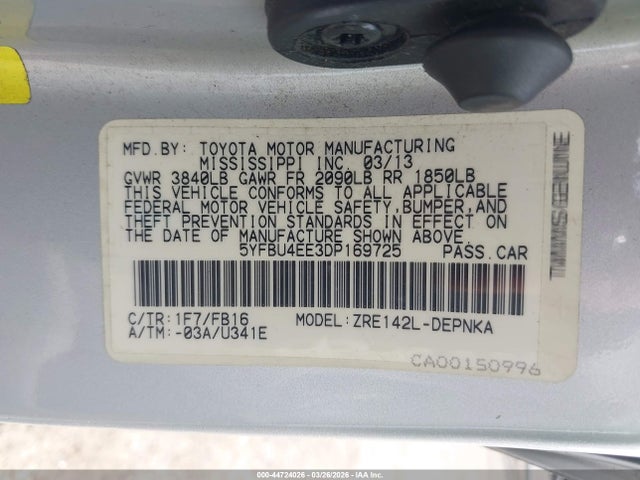 MFD.BY: TOYOTA MOTOR MANUFACTURING
MISSISSIPPI INC. 03/13
GVWR 3840LB GAWR FR 2090LB RR 1850LB
THIS VEHICLE CONFORMS TO ALL APPLICABLE
FEDERAL MOTOR VEHICLE SAFETY,BUMPER,AND
THEFT PREVENTION STANDARDS IN EFFECT ON
THE DATE OF MANUFACTURE SHOWN ABOVE.
5YFBU4EE3DP169725 PASS.CAR
C/TR:1F7/FB16 MODEL:ZRE142L-DEPNKA
A/TM:-03A/U341E
CA00150996
000-44724026 - 03/26/2026 - IAAI.COM